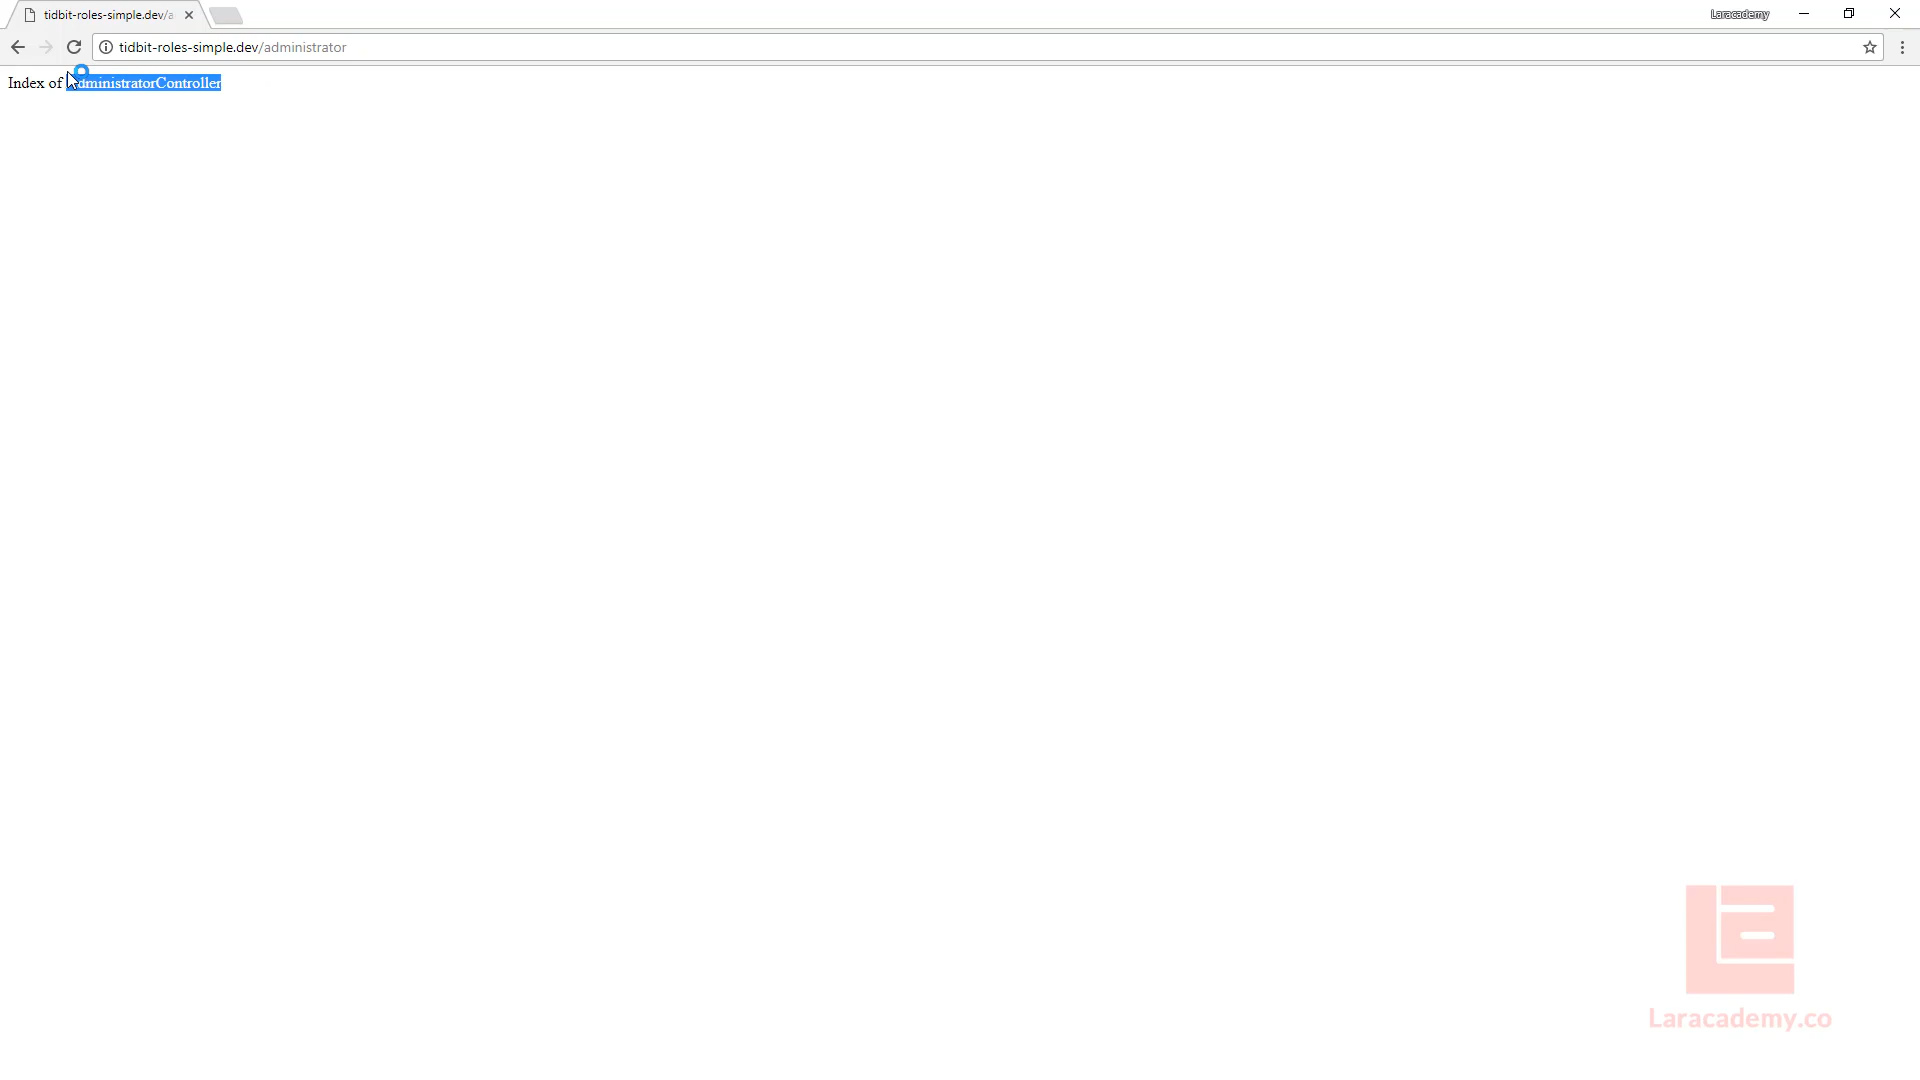 tidbit-roles-simple.dev/a
Laracademy
tidbit-roles-simple.dev/administrator
Index of AdministratorController
Laracademy.co